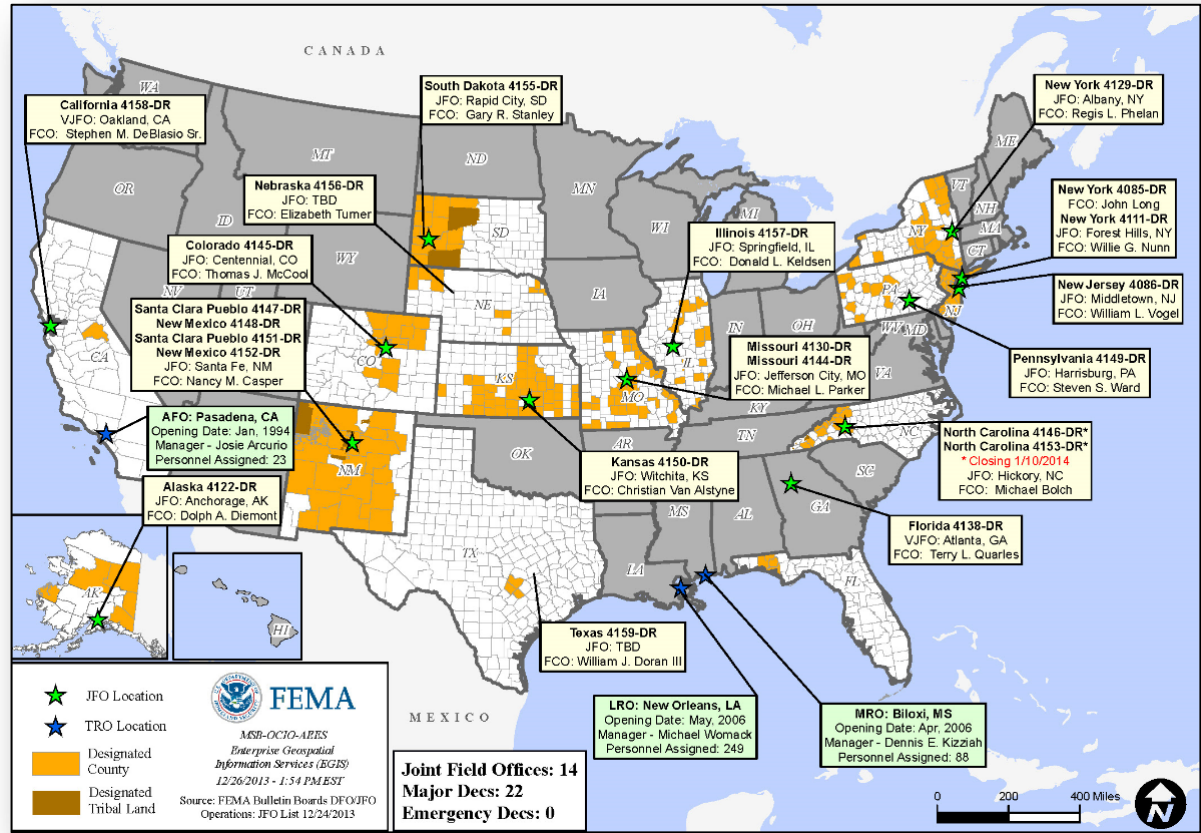 CANADA
WA
California 4158-DR
VJFO: Oakland, CA
FCO: Stephen M. DeBlasio Sr.
South Dakota 4155-DR
JFO: Rapid City, SD
FCO: Gary R. Stanley
New York 4129-DR
JFO: Albany, NY
FCO: Regis L. Phelan
MT
ND
MN
ME
OR
ID
WY
SD
WI
MI
NY
VT
NH
MA
CT
Nebraska 4156-DR
JFO: TBD
FCO: Elizabeth Turner
Illinois 4157-DR
JFO: Springfield, IL
FCO: Donald L. Keldsen
New York 4085-DR
FCO: John Long
New York 4111-DR
JFO: Forest Hills, NY
FCO: Willie G. Nunn
Colorado 4145-DR
JFO: Centennial, CO
FCO: Thomas J. McCool
New Jersey 4086-DR
JFO: Middletown, NJ
FCO: William L. Vogel
NV
UT
NE
IA
IN
OH
PA
NJ
WV
MD
Santa Clara Pueblo 4147-DR
New Mexico 4148-DR
Santa Clara Pueblo 4151-DR
New Mexico 4152-DR
JFO: Santa Fe, NM
FCO: Nancy M. Casper
Missouri 4130-DR
Missouri 4144-DR
JFO: Jefferson City, MO
FCO: Michael L. Parker
Pennsylvania 4149-DR
JFO: Harrisburg, PA
FCO: Steven S. Ward
CA
CO
KS
MO
IL
KY
VA
AFO: Pasadena, CA
Opening Date: Jan, 1994
Manager - Josie Arcurio
Personnel Assigned: 23
NM
OK
AR
TN
NC
SC
North Carolina 4146-DR*
North Carolina 4153-DR*
*Closing 1/10/2014
JFO: Hickory, NC
FCO: Michael Bolch
Kansas 4150-DR
JFO: Witchita, KS
FCO: Christian Van Alstyne
Alaska 4122-DR
JFO: Anchorage, AK
FCO: Dolph A. Diemont
MS
AL
GA
Florida 4138-DR
VJFO: Atlanta, GA
FCO: Terry L. Quarles
TX
LA
FL
AK
HI
Texas 4159-DR
JFO: TBD
FCO: William J. Doran III
LRO: New Orleans, LA
Opening Date: May, 2006
Manager - Michael Womack
Personnel Assigned: 249
MRO: Biloxi, MS
Opening Date: Apr, 2006
Manager - Dennis E. Kizziah
Personnel Assigned: 88
MEXICO
JFO Location
TRO Location
Designated
County
Designated
Tribal Land
FEMA
MSB-OCIO-AEES
Enterprise Geospatial
Information Services (EGIS)
12/26/2013 - 1:54 PM EST
Source: FEMA Bulletin Boards DFO/JFO
Operations: JFO List 12/24/2013
Joint Field Offices: 14
Major Decs: 22
Emergency Decs: 0
0 200 400 Miles
N